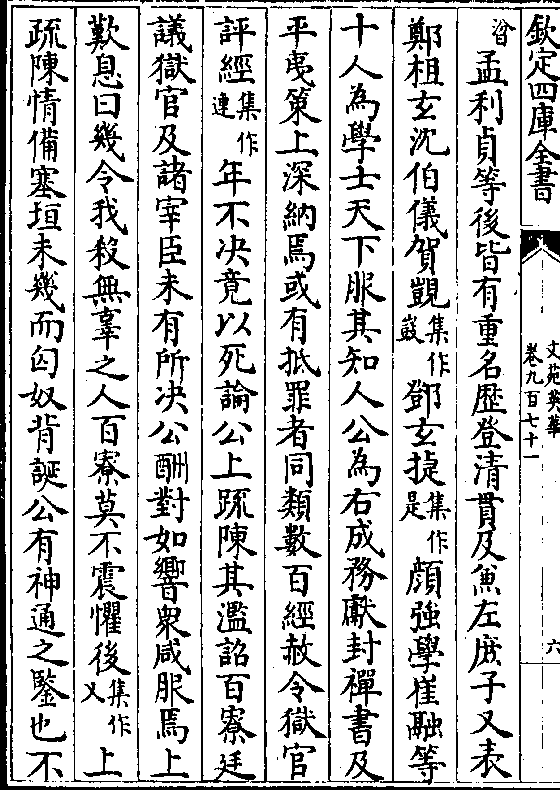 欽定四庫全書
文苑英華
卷九百七十一
六
谷孟利貞等後皆有重名歷登清貫及兼左庶子又表
鄭祖玄沈伯儀賀覬集作敱鄧玄挺集作是顔強學崔融等
十人為學士天下服其知人公為右成務獻封禪書及
平夷策上深納焉或有抵罪者同類數百經赦令獄官
評經集作連年不决竟以死論公上䟽陳其濫詔百寮廷
議獄官及諸宰臣未有所决公酬對如響衆咸服焉上
歎息曰幾令我殺無辜之人百寮莫不震懼後集作又上
䟽陳情備塞垣未幾而匈奴背誕公有神通之鑒也不